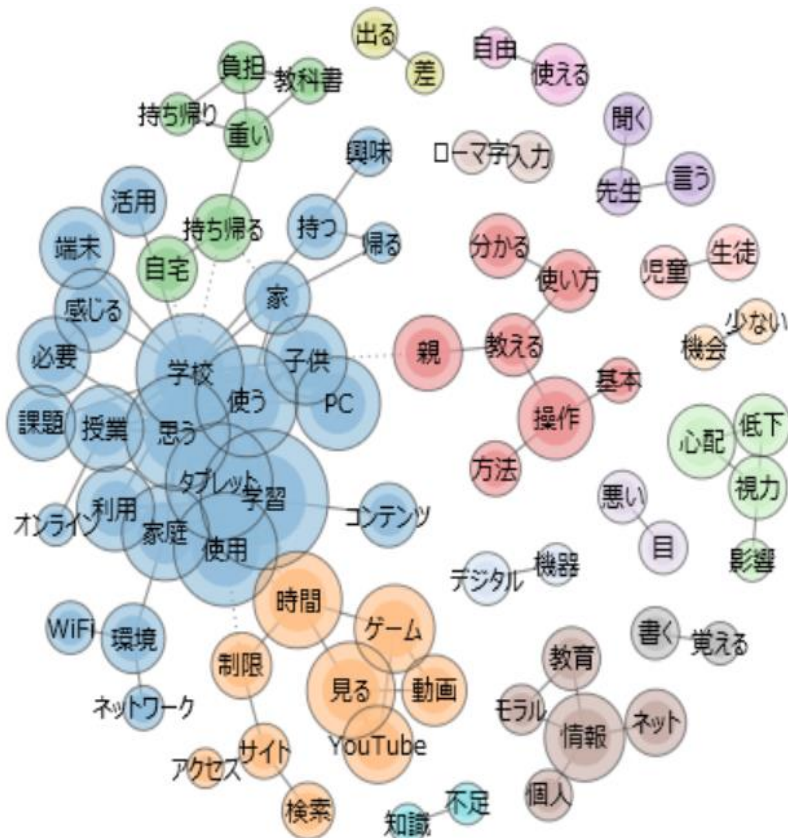 出る
差
自由
使える
負担
教科書
持ち帰り
重い
聞く
先生
言う
興味
ローマ字
入力
活用
持つ
持ち帰る
帰る
端末
自宅
分かる
使い方
児童
生徒
感じる
家
少ない
機会
必要
学校
子供
親
教える
基本
使う
PC
課題
授業
思う
操作
心配
低下
方法
視力
タブレット
学習
コンテンツ
利用
オンライン
家庭
使用
悪い
目
影響
デジタル
機器
時間
ゲーム
WiFi
環境
書く
覚える
制限
見る
動画
教育
ネットワーク
モラル
情報
ネット
YouTube
サイト
アクセス
検索
個人
知識
不足